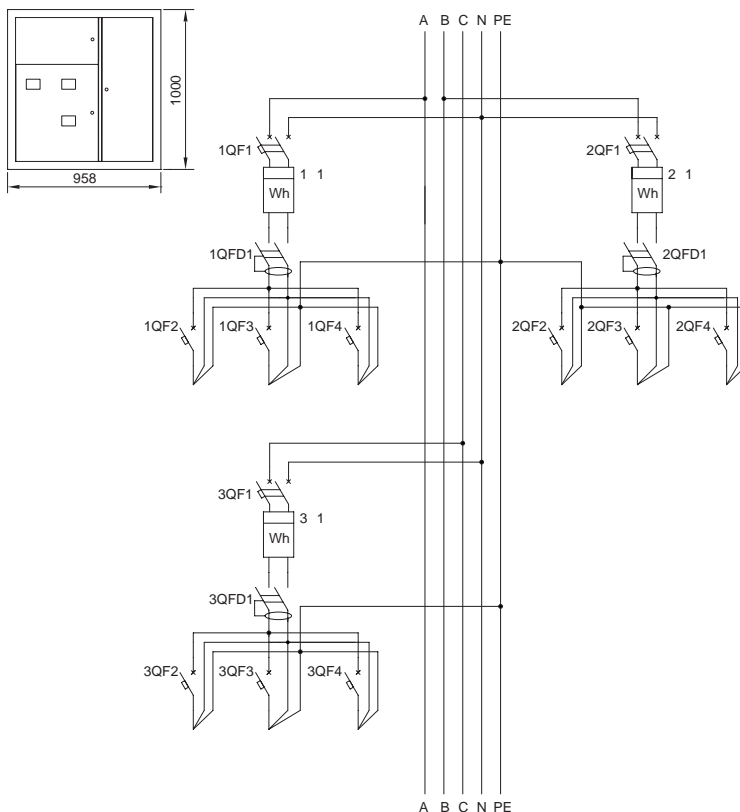 A B C N PE
1000
958
1QF1
1 1
Wh
2QF1
2 1
Wh
1QFD1
2QFD1
1QF2
1QF3
1QF4
2QF2
2QF3
2QF4
3QF1
3 1
Wh
3QFD1
3QF2
3QF3
3QF4
A B C N PE